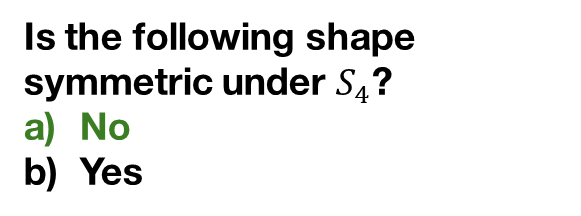 Is the following shape
symmetric under S₄?
a) No
b) Yes